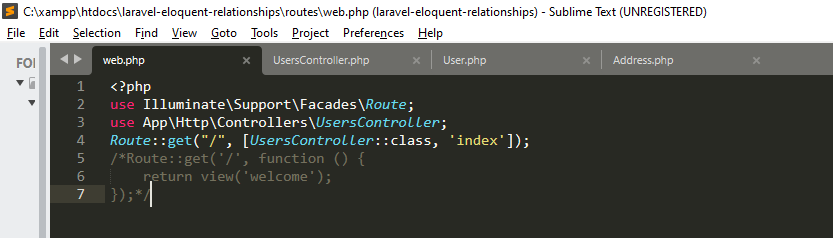 C:\xampp\htdocs\laravel-eloquent-relationships\routes\web.php (laravel-eloquent-relationships) - Sublime Text (UNREGISTERED)
File Edit Selection Find View Goto Tools Project Preferences Help
FO
web.php × UsersController.php × User.php × Address.php ×
1 <?php
2 use Illuminate\Support\Facades\Route;
3 use App\Http\Controllers\UsersController;
4 Route::get("/", [UsersController::class, 'index']);
5 /*Route::get('/', function () {
6 return view('welcome');
7 });*/